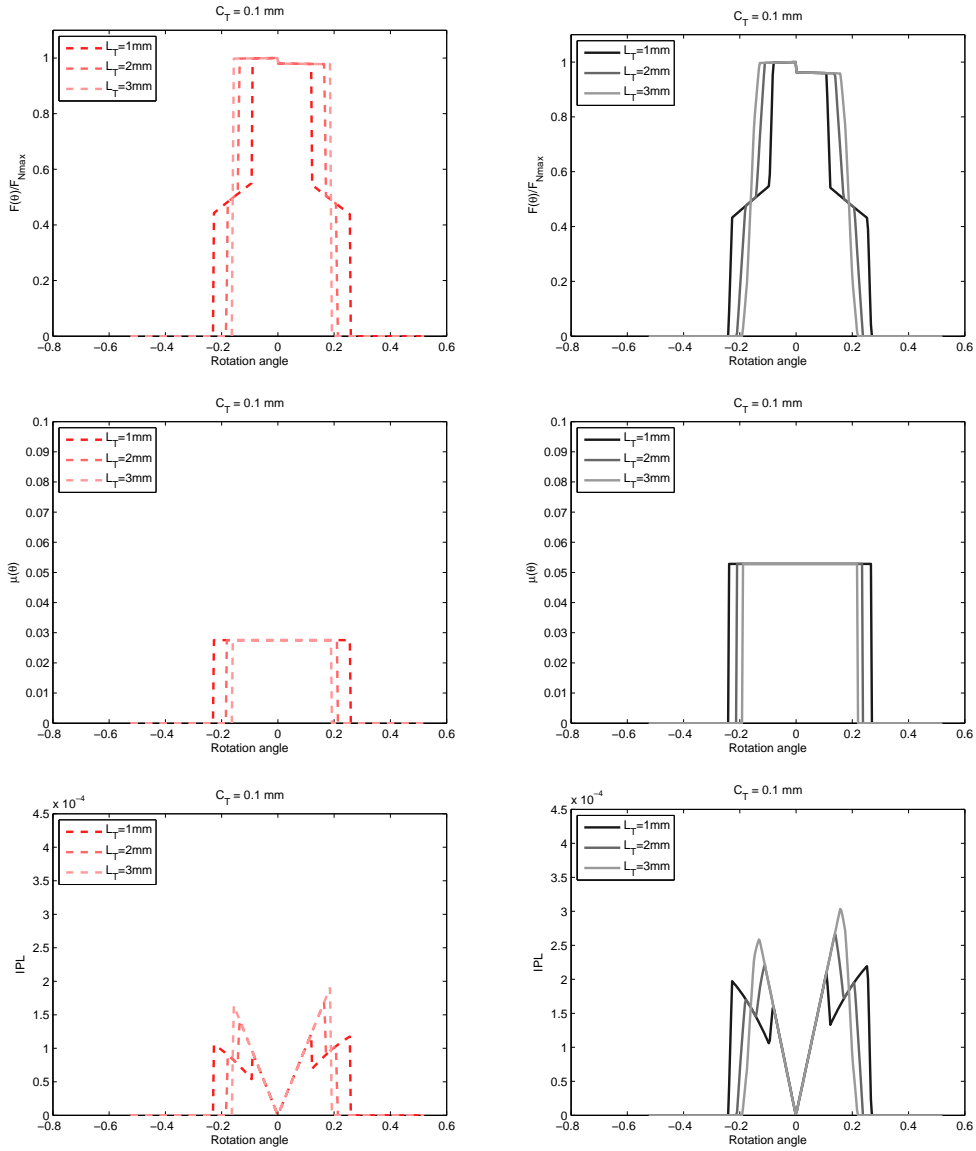 C_T = 0.1 mm
L_T=1mm
L_T=2mm
L_T=3mm
F(θ)/F_Nmax
1
0.8
0.6
0.4
0.2
0
−0.8 −0.6 −0.4 −0.2 0 0.2 0.4 0.6
Rotation angle
C_T = 0.1 mm
L_T=1mm
L_T=2mm
L_T=3mm
F(θ)/F_Nmax
1
0.8
0.6
0.4
0.2
0
−0.8 −0.6 −0.4 −0.2 0 0.2 0.4 0.6
Rotation angle
C_T = 0.1 mm
L_T=1mm
L_T=2mm
L_T=3mm
μ(θ)
0.1
0.09
0.08
0.07
0.06
0.05
0.04
0.03
0.02
0.01
0
−0.8 −0.6 −0.4 −0.2 0 0.2 0.4 0.6
Rotation angle
C_T = 0.1 mm
L_T=1mm
L_T=2mm
L_T=3mm
μ(θ)
0.1
0.09
0.08
0.07
0.06
0.05
0.04
0.03
0.02
0.01
0
−0.8 −0.6 −0.4 −0.2 0 0.2 0.4 0.6
Rotation angle
C_T = 0.1 mm
x 10^−4
L_T=1mm
L_T=2mm
L_T=3mm
IPL
4.5
4
3.5
3
2.5
2
1.5
1
0.5
0
−0.8 −0.6 −0.4 −0.2 0 0.2 0.4 0.6
Rotation angle
C_T = 0.1 mm
x 10^−4
L_T=1mm
L_T=2mm
L_T=3mm
IPL
4.5
4
3.5
3
2.5
2
1.5
1
0.5
0
−0.8 −0.6 −0.4 −0.2 0 0.2 0.4 0.6
Rotation angle